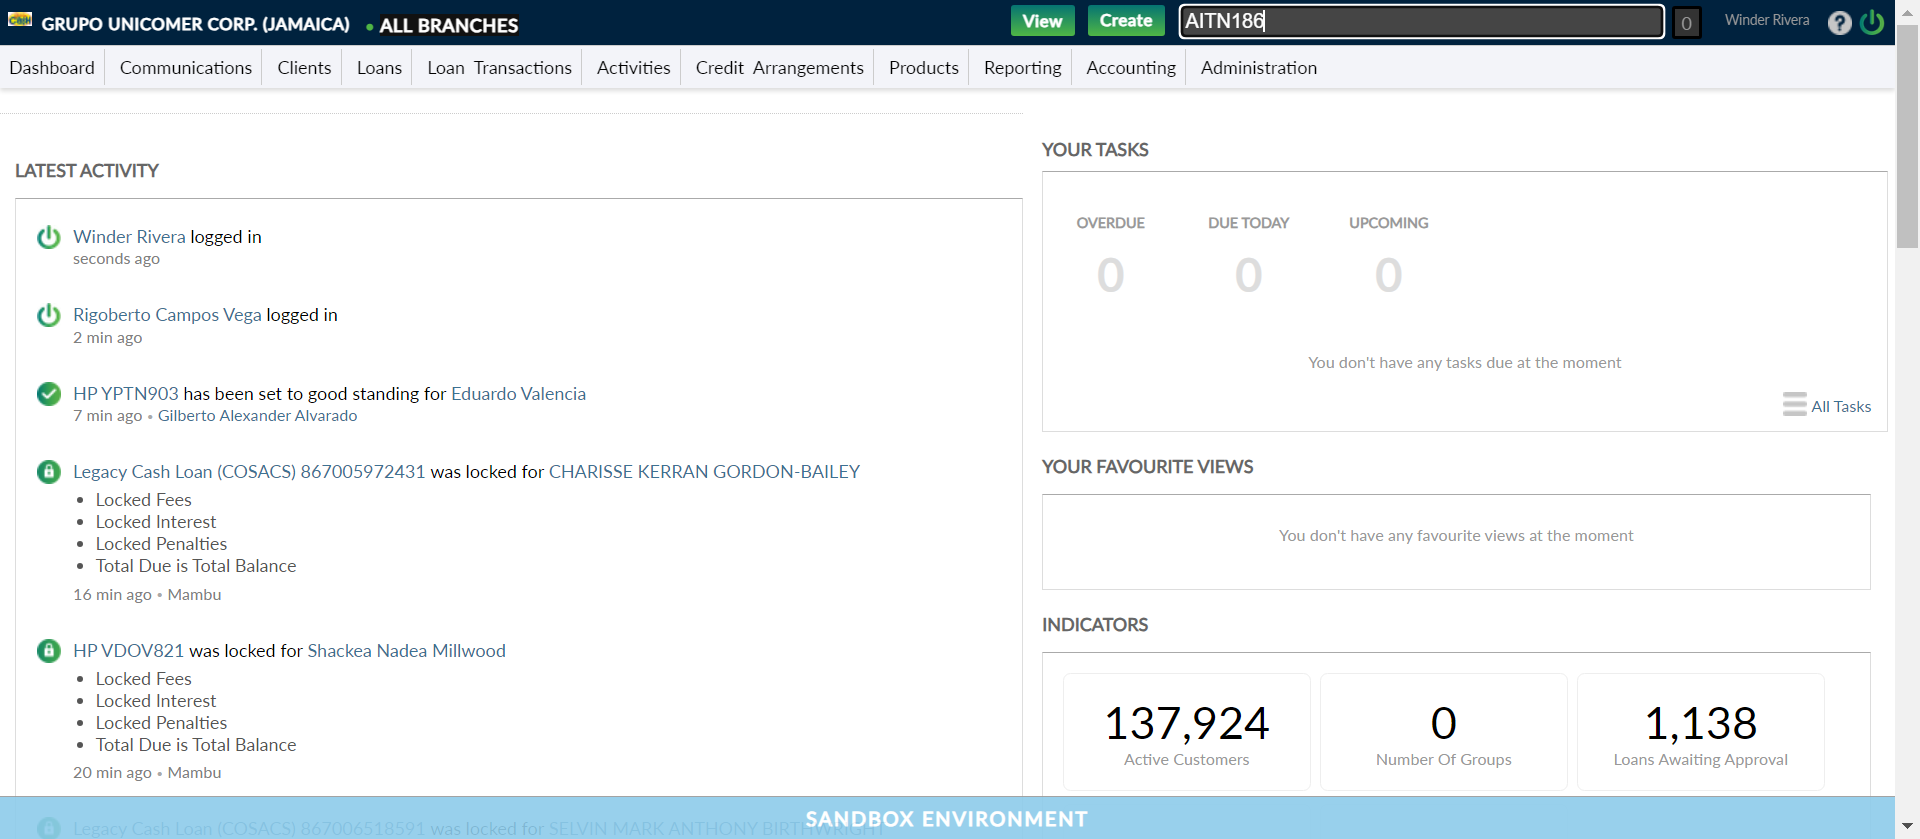 Cash GRUPO UNICOMER CORP. (JAMAICA) • ALL BRANCHES View Create AITN186 0 Winder Rivera ?
Dashboard Communications Clients Loans Loan Transactions Activities Credit Arrangements Products Reporting Accounting Administration
LATEST ACTIVITY
Winder Rivera logged in
seconds ago
Rigoberto Campos Vega logged in
2 min ago
HP YPTN903 has been set to good standing for Eduardo Valencia
7 min ago • Gilberto Alexander Alvarado
Legacy Cash Loan (COSACS) 867005972431 was locked for CHARISSE KERRAN GORDON-BAILEY
• Locked Fees
• Locked Interest
• Locked Penalties
• Total Due is Total Balance
16 min ago • Mambu
HP VDOV821 was locked for Shackea Nadea Millwood
• Locked Fees
• Locked Interest
• Locked Penalties
• Total Due is Total Balance
20 min ago • Mambu
Legacy Cash Loan (COSACS) 867006518591 was locked for SELVIN MARK ANTHONY BIRTHWRIGHT
YOUR TASKS
OVERDUE DUE TODAY UPCOMING
0 0 0
You don't have any tasks due at the moment
All Tasks
YOUR FAVOURITE VIEWS
You don't have any favourite views at the moment
INDICATORS
137,924 0 1,138
Active Customers Number Of Groups Loans Awaiting Approval
SANDBOX ENVIRONMENT